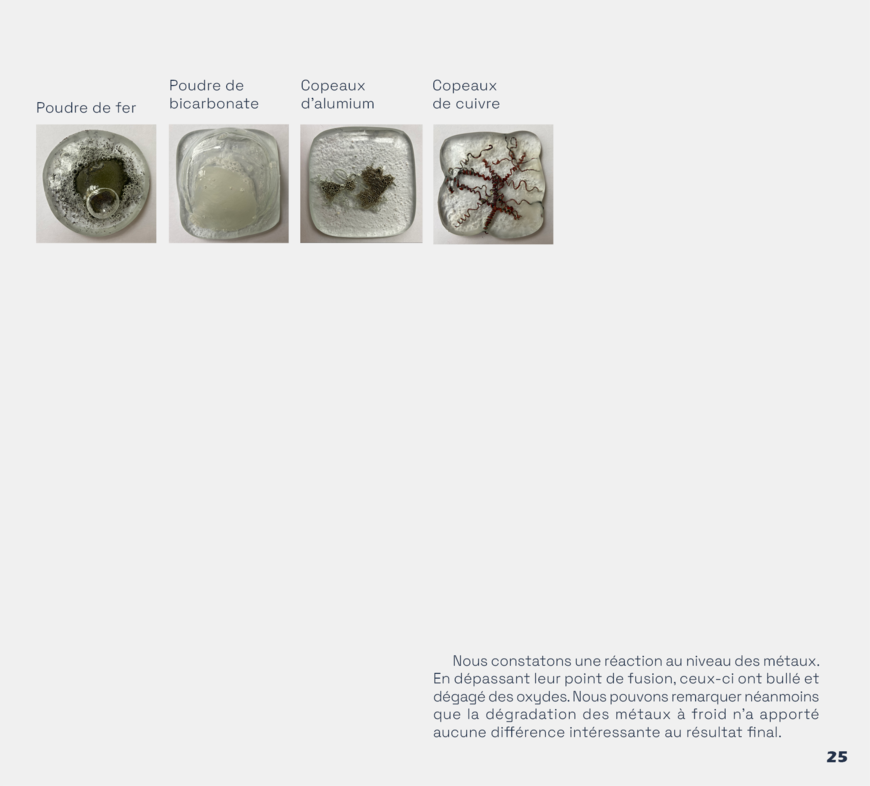 Poudre de fer
Poudre de
bicarbonate
Copeaux
d'alumium
Copeaux
de cuivre
Nous constatons une réaction au niveau des métaux.
En dépassant leur point de fusion, ceux-ci ont bullé et
dégagé des oxydes. Nous pouvons remarquer néanmoins
que la dégradation des métaux à froid n'a apporté
aucune différence intéressante au résultat final.
25